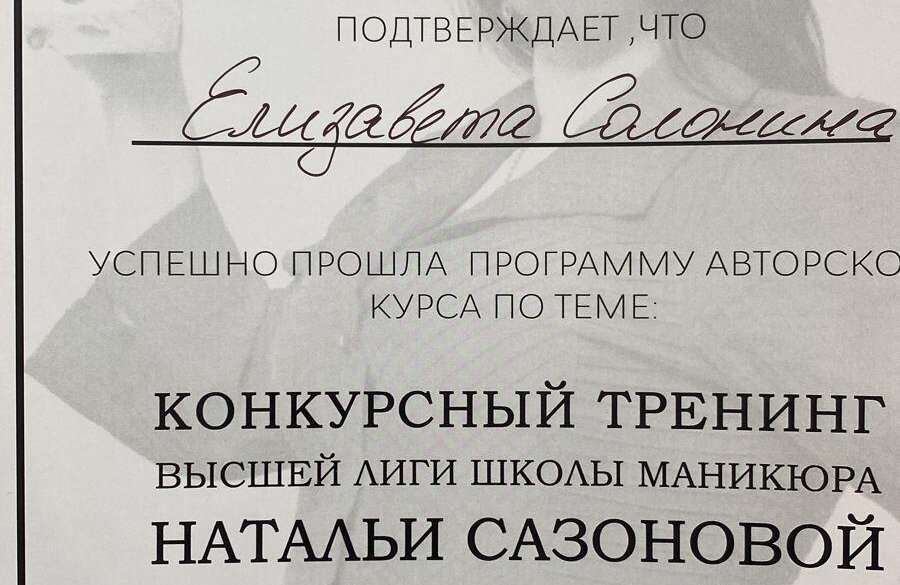 ПОДТВЕРЖДАЕТ ,ЧТО
Елизавета Солонина
УСПЕШНО ПРОШЛА ПРОГРАММУ АВТОРСКО
КУРСА ПО ТЕМЕ:
КОНКУРСНЫЙ ТРЕНИНГ
ВЫСШЕЙ ЛИГИ ШКОЛЫ МАНИКЮРА
НАТАЛЬИ САЗОНОВОЙ